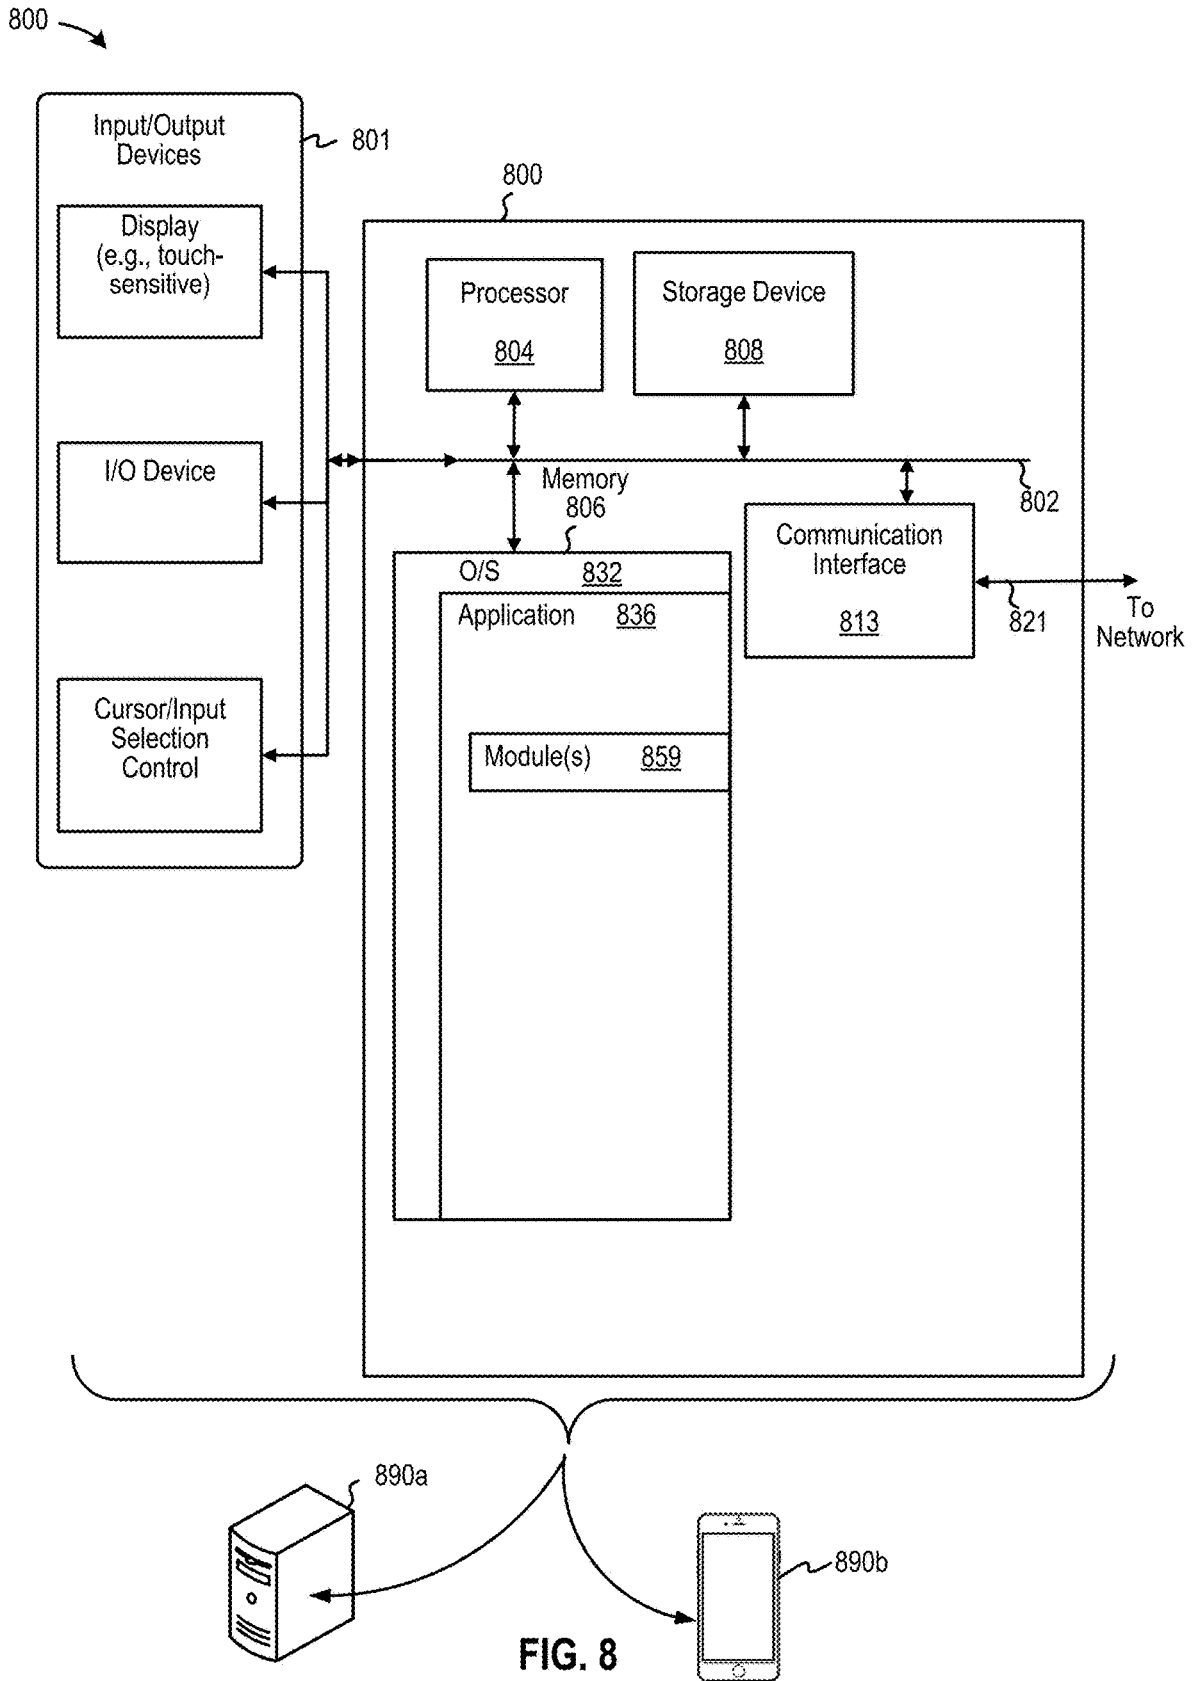 800
Input/Output
Devices
801
Display
(e.g., touch-
sensitive)
I/O Device
Cursor/Input
Selection
Control
800
Processor
804
Storage Device
808
Memory
806
802
O/S 832
Application 836
Module(s) 859
Communication
Interface
813
821
To
Network
890a
890b
FIG. 8